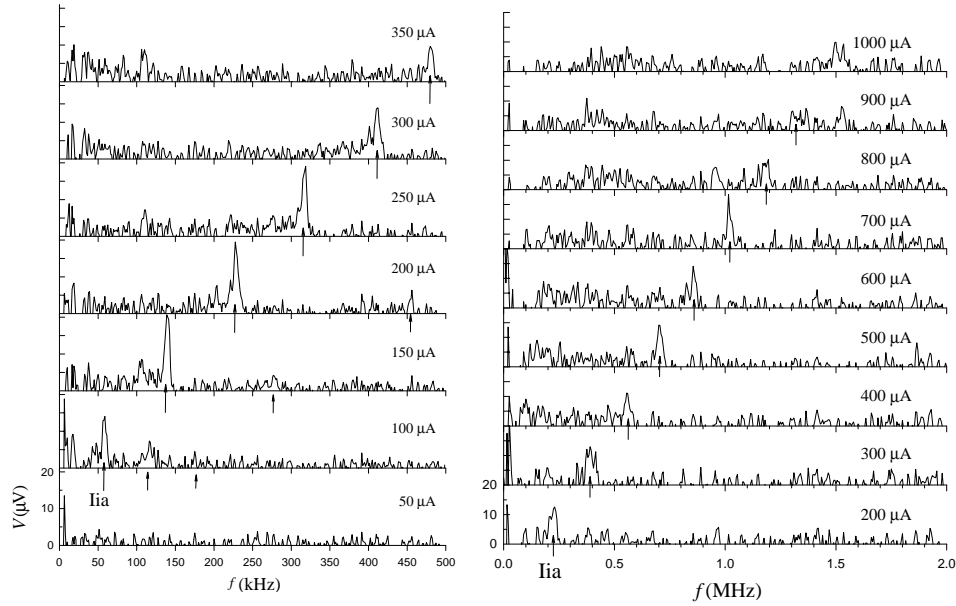 350 µA
300 µA
250 µA
200 µA
150 µA
100 µA
20
Iia
50 µA
10
0
V (µV)
0 50 100 150 200 250 300 350 400 450 500
f (kHz)
1000 µA
900 µA
800 µA
700 µA
600 µA
500 µA
400 µA
300 µA
20
200 µA
10
0
0.0 0.5 1.0 1.5 2.0
Iia
f (MHz)